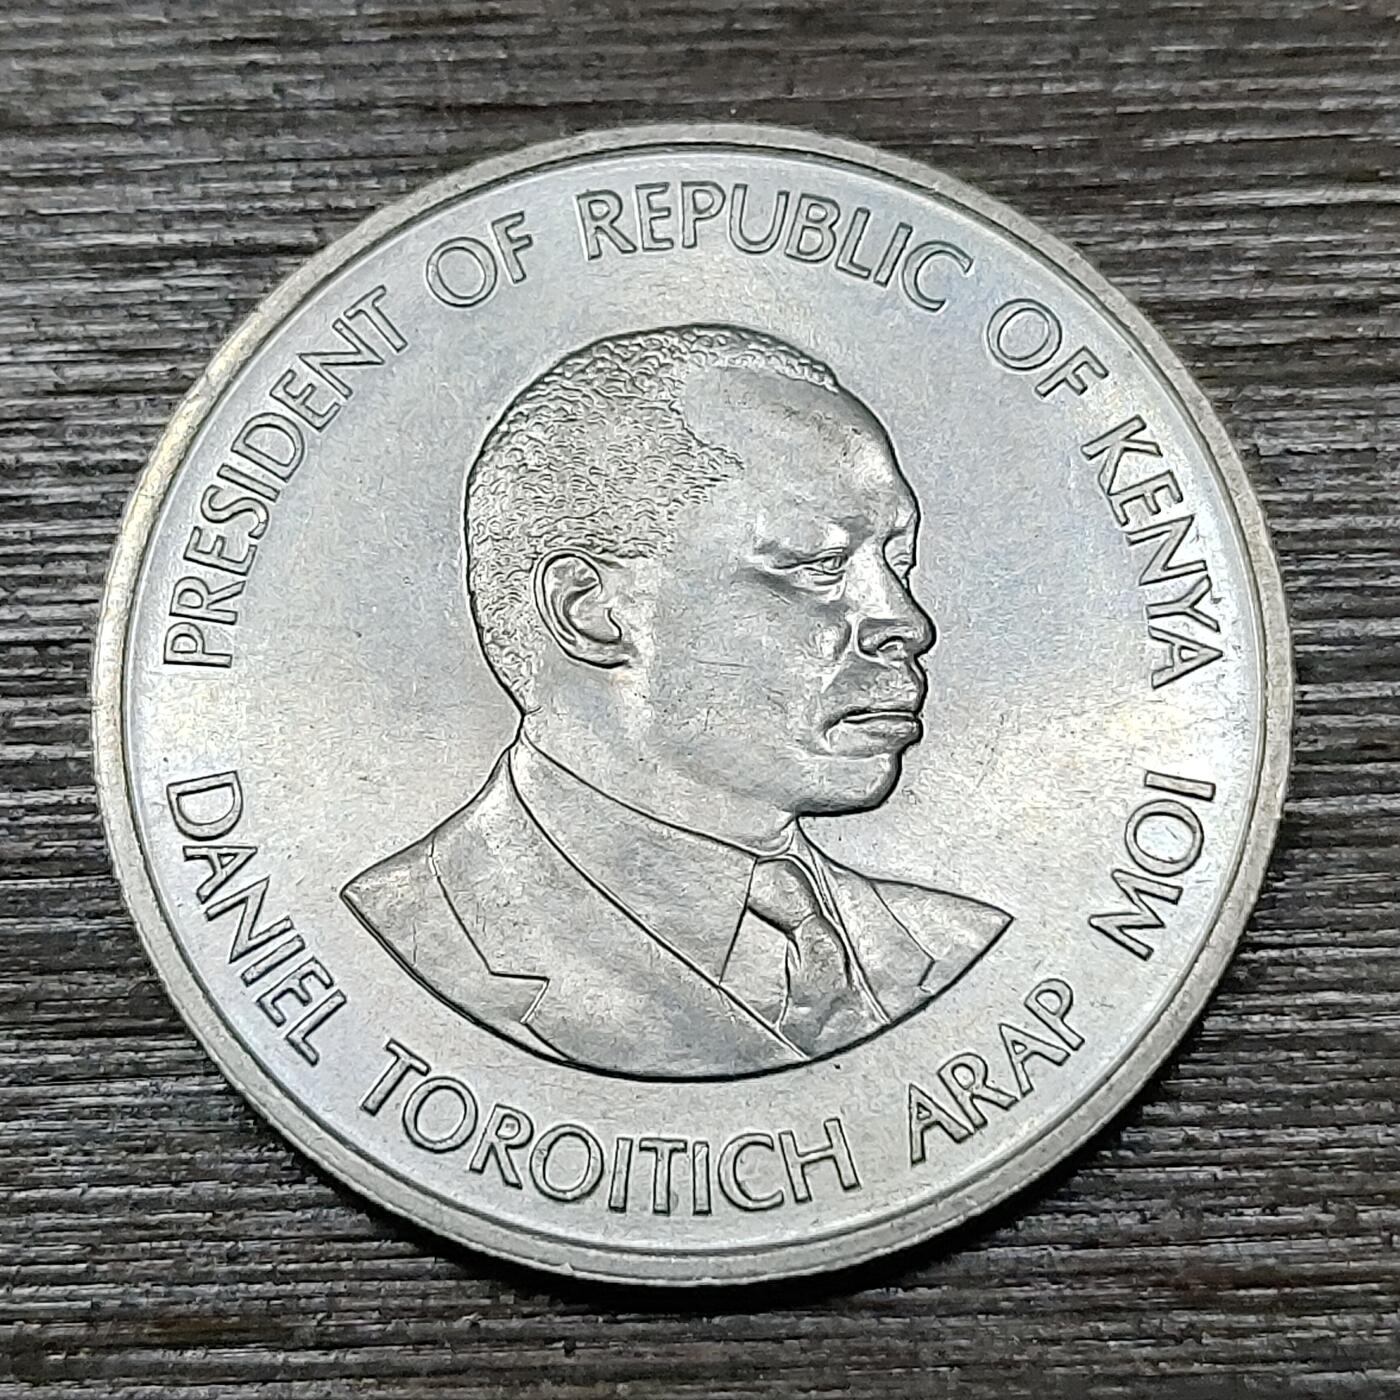 PRESIDENT OF REPUBLIC OF KENYA
DANIEL TOROITICH ARAP MOI